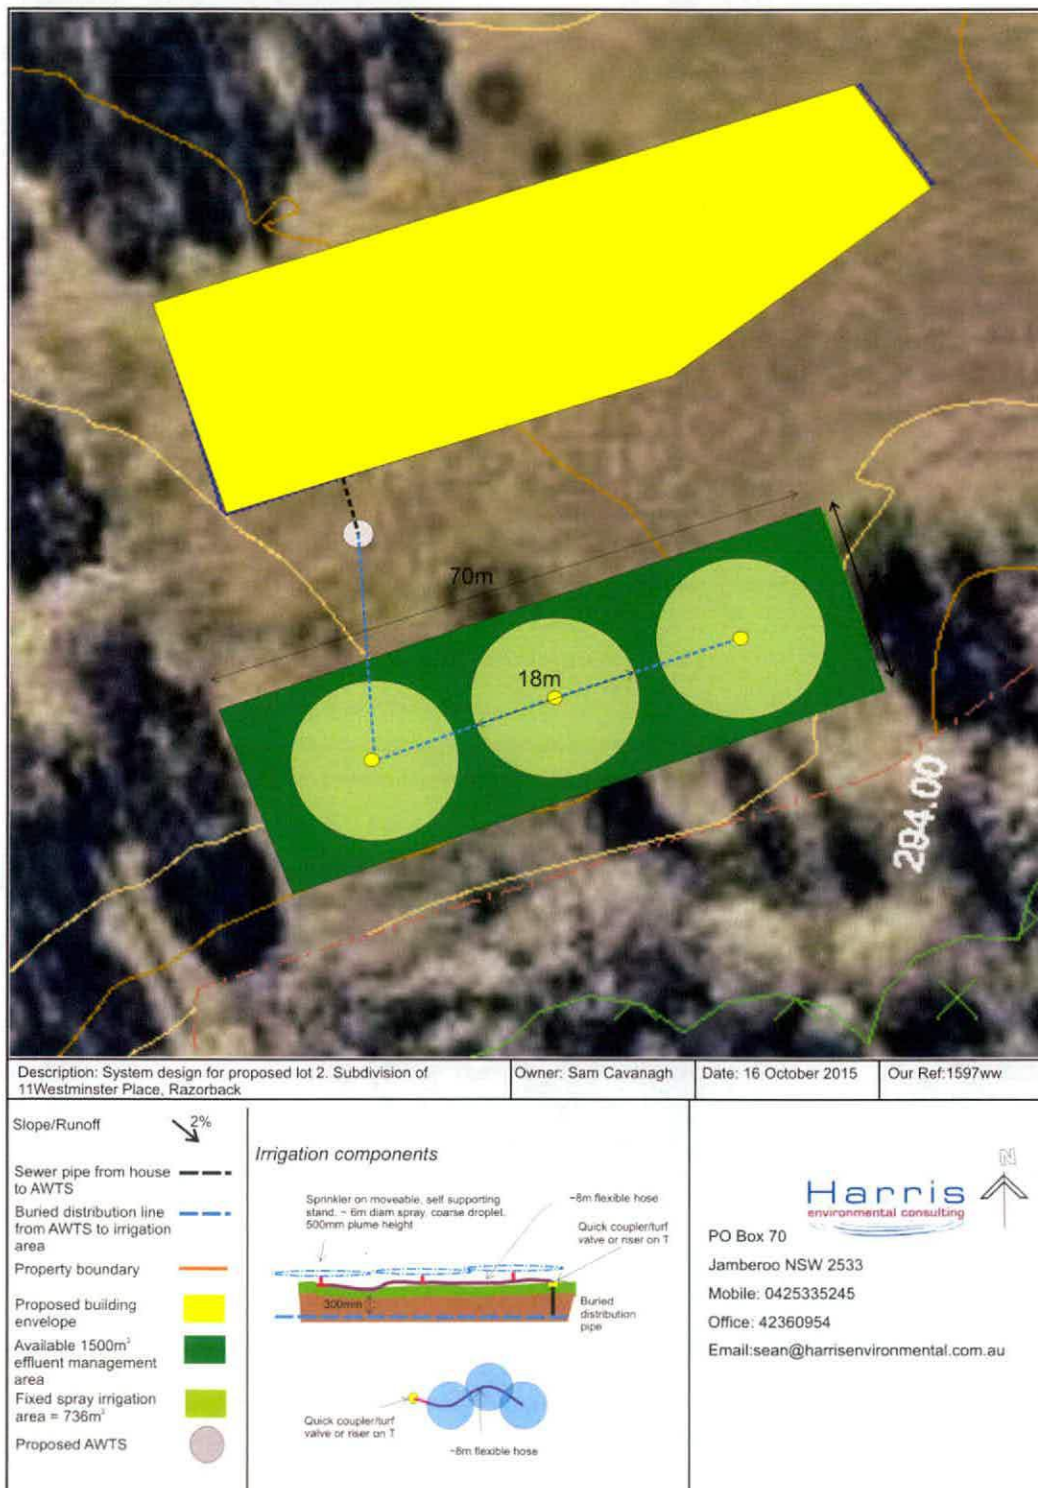 70m
18m
294.00
Description: System design for proposed lot 2. Subdivision of
11Westminster Place, Razorback
Owner: Sam Cavanagh
Date: 16 October 2015
Our Ref:1597ww
Slope/Runoff
2%
Sewer pipe from house
to AWTS
Buried distribution line
from AWTS to irrigation
area
Property boundary
Proposed building
envelope
Available 1500m²
effluent management
area
Fixed spray irrigation
area = 736m²
Proposed AWTS
Irrigation components
Sprinkler on moveable, self supporting
stand. ~ 6m diam spray, coarse droplet,
500mm plume height
~8m flexible hose
Quick coupler/turf
valve or riser on T
300mm
Buried
distribution
pipe
Quick coupler/turf
valve or riser on T
~8m flexible hose
N
Harris
environmental consulting
PO Box 70
Jamberoo NSW 2533
Mobile: 0425335245
Office: 42360954
Email:sean@harrisenvironmental.com.au